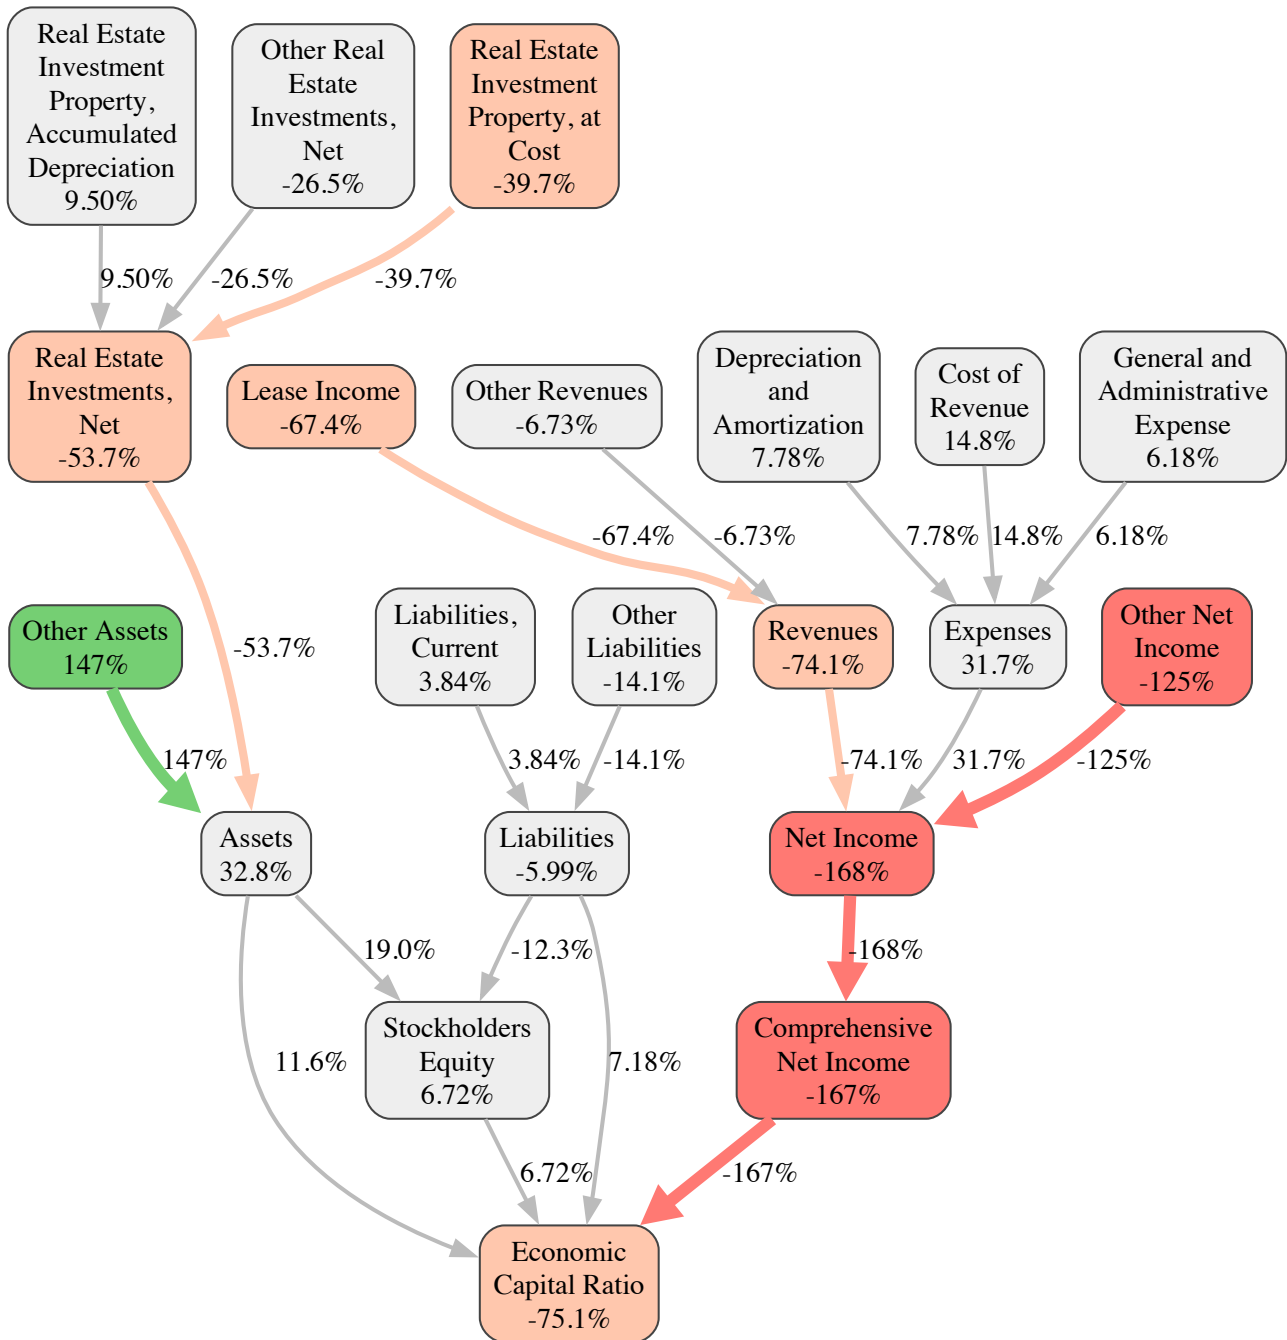 Real Estate
Investment
Property,
Accumulated
Depreciation
9.50%
Other Real
Estate
Investments,
Net
-26.5%
Real Estate
Investment
Property, at
Cost
-39.7%
9.50%
-26.5%
-39.7%
Real Estate
Investments,
Net
-53.7%
Lease Income
-67.4%
Other Revenues
-6.73%
Depreciation
and
Amortization
7.78%
Cost of
Revenue
14.8%
General and
Administrative
Expense
6.18%
-67.4%
-6.73%
7.78%
14.8%
6.18%
Other Assets
147%
-53.7%
Liabilities,
Current
3.84%
Other
Liabilities
-14.1%
Revenues
-74.1%
Expenses
31.7%
Other Net
Income
-125%
147%
3.84%
-14.1%
-74.1%
31.7%
-125%
Assets
32.8%
Liabilities
-5.99%
Net Income
-168%
19.0%
-12.3%
-168%
Stockholders
Equity
6.72%
Comprehensive
Net Income
-167%
11.6%
7.18%
6.72%
-167%
Economic
Capital Ratio
-75.1%